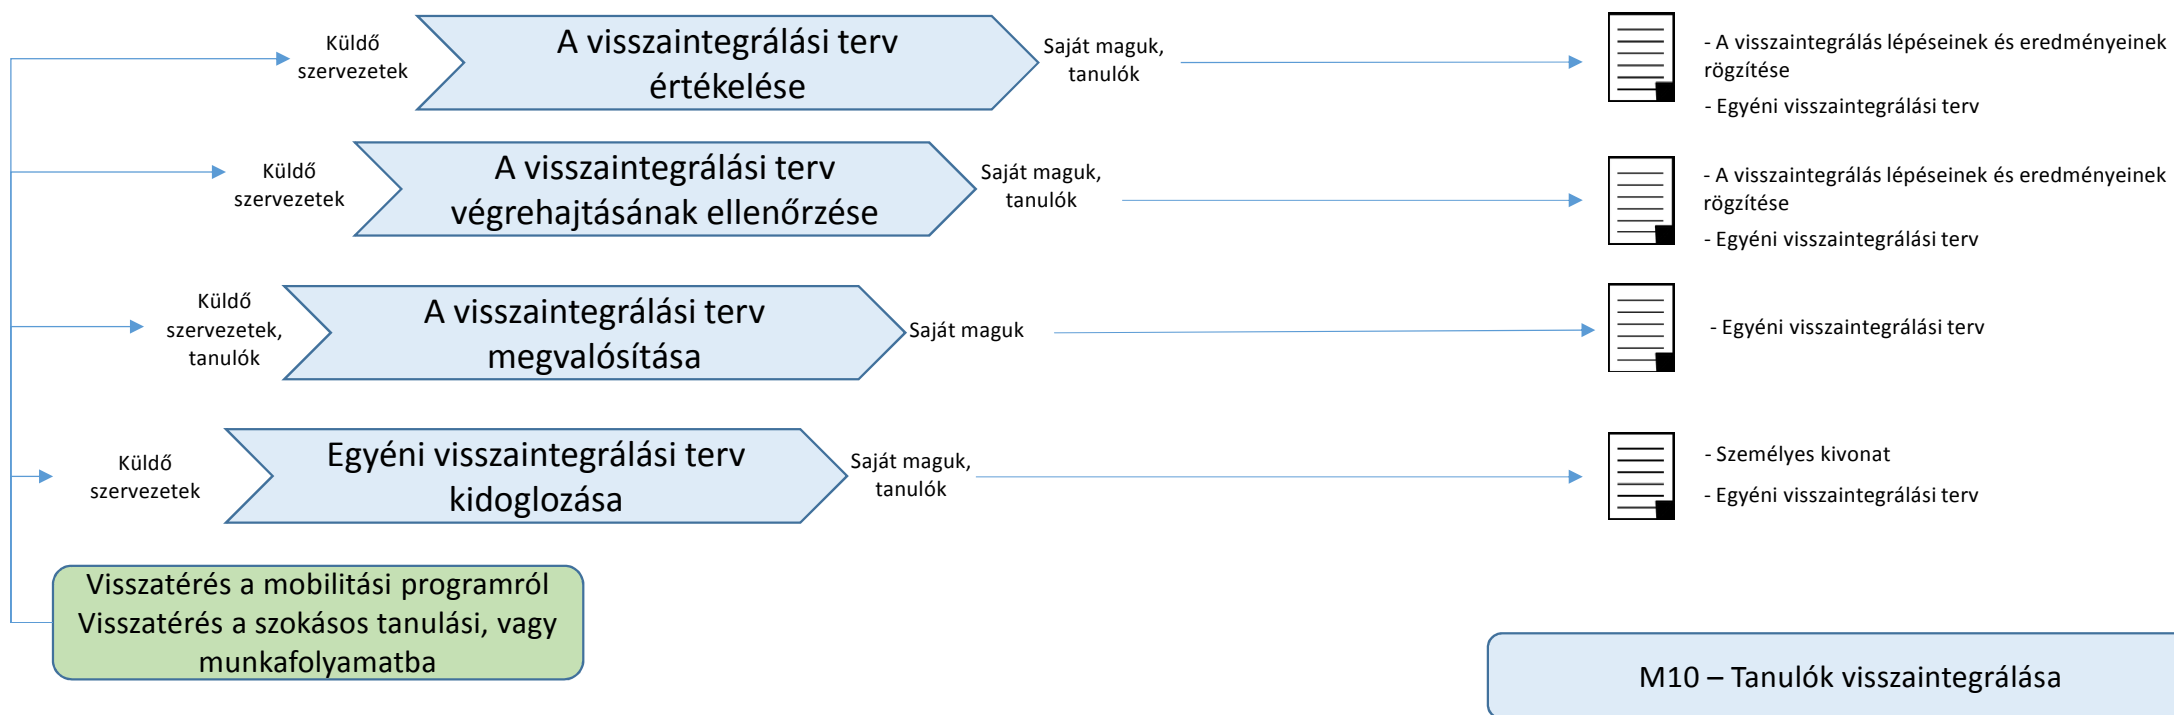 Küldő
szervezetek
A visszaintegrálási terv
értékelése
Saját maguk,
tanulók
- A visszaintegrálás lépéseinek és eredményeinek
rögzítése
- Egyéni visszaintegrálási terv
Küldő
szervezetek
A visszaintegrálási terv
végrehajtásának ellenőrzése
Saját maguk,
tanulók
- A visszaintegrálás lépéseinek és eredményeinek
rögzítése
- Egyéni visszaintegrálási terv
Küldő
szervezetek,
tanulók
A visszaintegrálási terv
megvalósítása
Saját maguk
- Egyéni visszaintegrálási terv
Küldő
szervezetek
Egyéni visszaintegrálási terv
kidoglozása
Saját maguk,
tanulók
- Személyes kivonat
- Egyéni visszaintegrálási terv
Visszatérés a mobilitási programról
Visszatérés a szokásos tanulási, vagy
munkafolyamatba
M10 – Tanulók visszaintegrálása